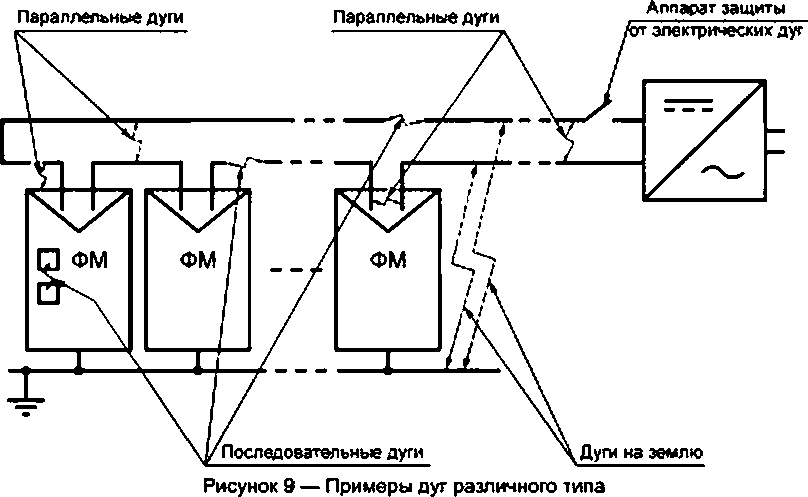 Параллельные дуги
Параллельные дуги
Аппарат защиты
от электрических дуг
ФМ
ФМ
ФМ
Последовательные дуги
Дуги на землю
Рисунок 9 — Примеры дуг различного типа